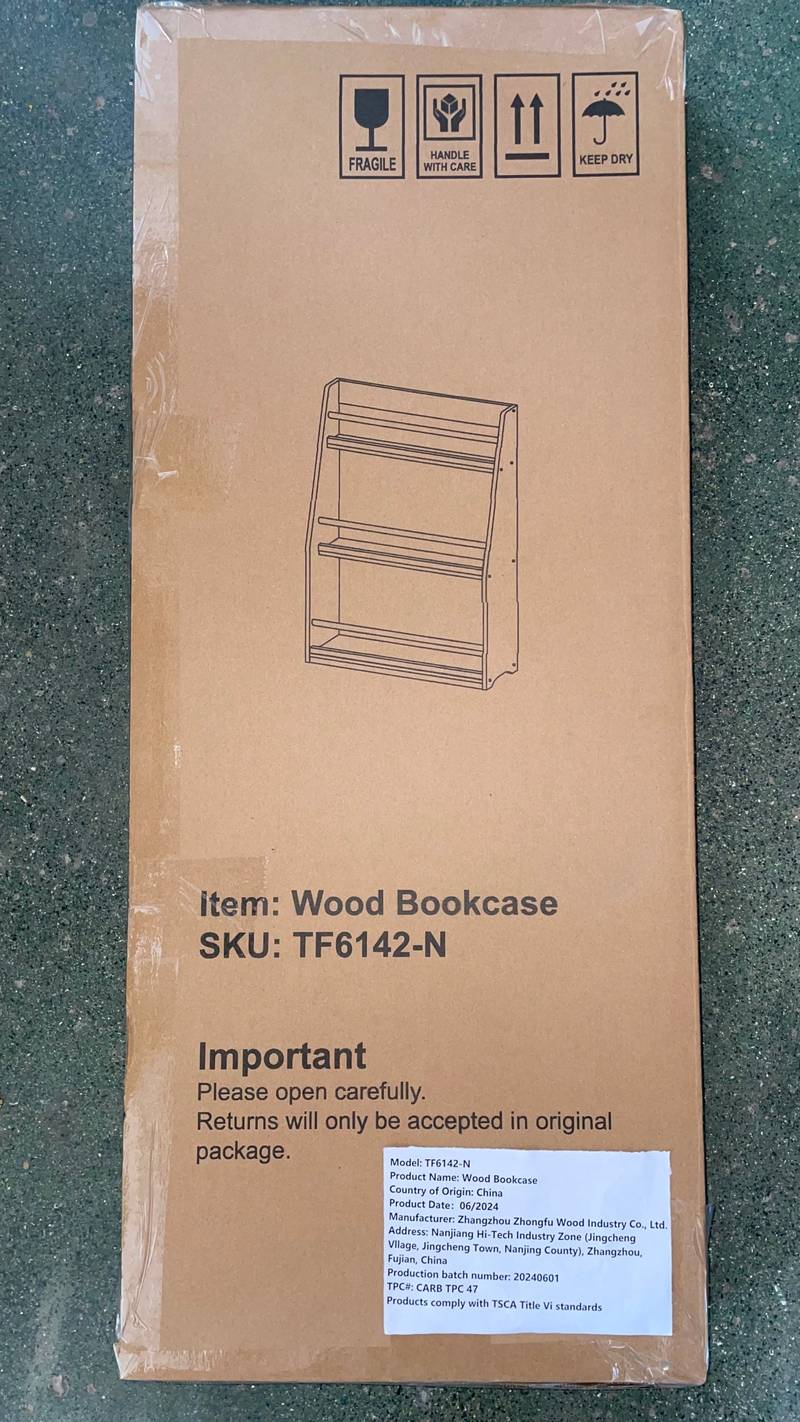 FRAGILE
HANDLE
WITH CARE
KEEP DRY
Item: Wood Bookcase
SKU: TF6142-N
Important
Please open carefully.
Returns will only be accepted in original
package.
Model: TF6142-N
Product Name: Wood Bookcase
Country of Origin: China
Product Date: 06/2024
Manufacturer: Zhangzhou Zhongfu Wood Industry Co., Ltd.
Address: Nanjiang Hi-Tech Industry Zone (Jingcheng
Vllage, Jingcheng Town, Nanjing County), Zhangzhou,
Fujian, China
Production batch number: 20240601
TPC#: CARB TPC 47
Products comply with TSCA Title Vi standards